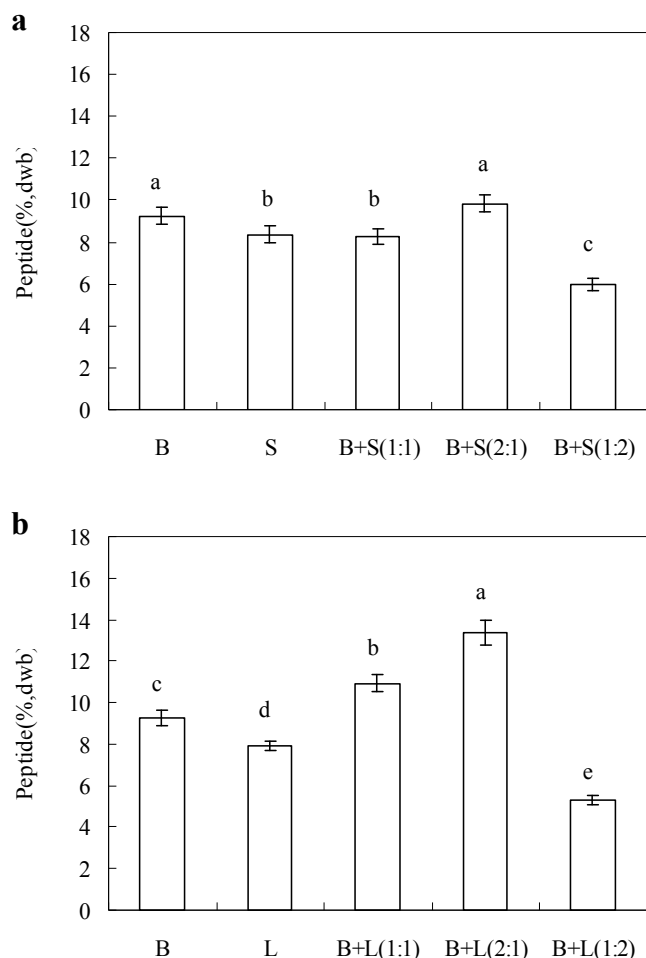 a
18
16
14
12
10
8
6
4
2
0
Peptide(%,dwb)
a
b
b
a
c
B S B+S(1:1) B+S(2:1) B+S(1:2)
b
18
16
14
12
10
8
6
4
2
0
Peptide(%,dwb)
c
d
b
a
e
B L B+L(1:1) B+L(2:1) B+L(1:2)